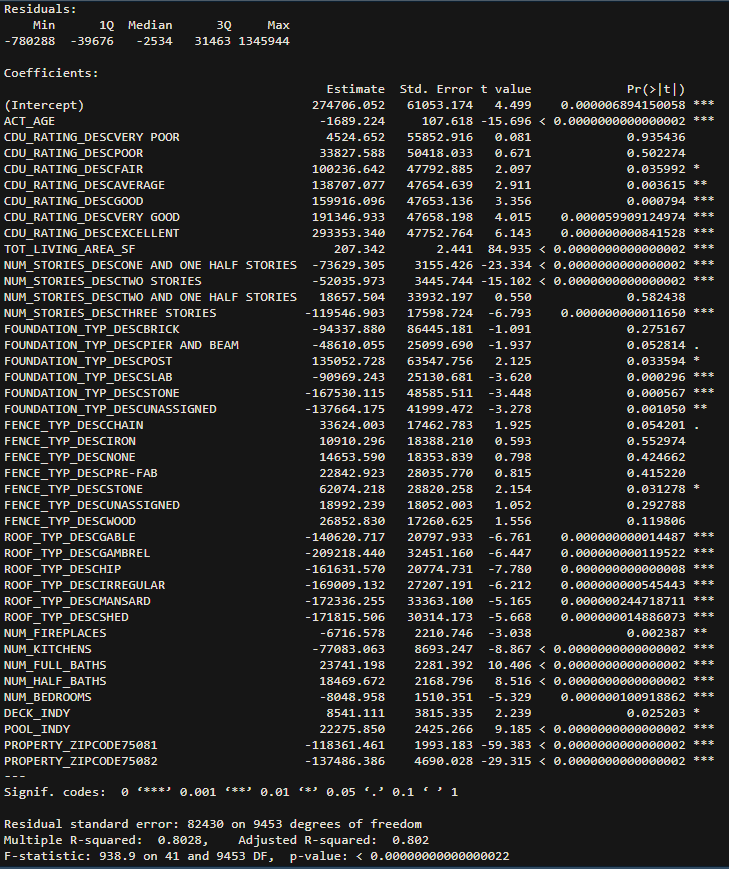 Residuals:
Min 1Q Median 3Q Max
-780288 -39676 -2534 31463 1345944
Coefficients:
Estimate Std. Error t value Pr(>|t|)
(Intercept) 274706.052 61053.174 4.499 0.000006894150058 ***
ACT_AGE -1689.224 107.618 -15.696 < 0.0000000000000002 ***
CDU_RATING_DESCVERY POOR 4524.652 55852.916 0.081 0.935436
CDU_RATING_DESCPOOR 33827.588 50418.033 0.671 0.502274
CDU_RATING_DESCFAIR 100236.642 47792.885 2.097 0.035992 *
CDU_RATING_DESCAVERAGE 138707.077 47654.639 2.911 0.003615 **
CDU_RATING_DESCGOOD 159916.096 47653.136 3.356 0.000794 ***
CDU_RATING_DESCVERY GOOD 191346.933 47658.198 4.015 0.000059909124974 ***
CDU_RATING_DESCEXCELLENT 293353.340 47752.764 6.143 0.000000000841528 ***
TOT_LIVING_AREA_SF 207.342 2.441 84.935 < 0.0000000000000002 ***
NUM_STORIES_DESCONE AND ONE HALF STORIES -73629.305 3155.426 -23.334 < 0.0000000000000002 ***
NUM_STORIES_DESCTWO STORIES -52035.973 3445.744 -15.102 < 0.0000000000000002 ***
NUM_STORIES_DESCTWO AND ONE HALF STORIES 18657.504 33932.197 0.550 0.582438
NUM_STORIES_DESCTHREE STORIES -119546.903 17598.724 -6.793 0.000000000011650 ***
FOUNDATION_TYP_DESCBRICK -94337.880 86445.181 -1.091 0.275167
FOUNDATION_TYP_DESCPIER AND BEAM -48610.055 25099.690 -1.937 0.052814 .
FOUNDATION_TYP_DESCPOST 135052.728 63547.756 2.125 0.033594 *
FOUNDATION_TYP_DESCSLAB -90969.243 25130.681 -3.620 0.000296 ***
FOUNDATION_TYP_DESCSTONE -167530.115 48585.511 -3.448 0.000567 ***
FOUNDATION_TYP_DESCUNASSIGNED -137664.175 41999.472 -3.278 0.001050 **
FENCE_TYP_DESCCHAIN 33624.003 17462.783 1.925 0.054201 .
FENCE_TYP_DESCIRON 10910.296 18388.210 0.593 0.552974
FENCE_TYP_DESCNONE 14653.590 18353.839 0.798 0.424662
FENCE_TYP_DESCPRE-FAB 22842.923 28035.770 0.815 0.415220
FENCE_TYP_DESCSTONE 62074.218 28820.258 2.154 0.031278 *
FENCE_TYP_DESCUNASSIGNED 18992.239 18052.003 1.052 0.292788
FENCE_TYP_DESCWOOD 26852.830 17260.625 1.556 0.119806
ROOF_TYP_DESCGABLE -140620.717 20797.933 -6.761 0.000000000014487 ***
ROOF_TYP_DESCGAMBREL -209218.440 32451.160 -6.447 0.000000000119522 ***
ROOF_TYP_DESCHIP -161631.570 20774.731 -7.780 0.000000000000008 ***
ROOF_TYP_DESCIRREGULAR -169009.132 27207.191 -6.212 0.000000000545443 ***
ROOF_TYP_DESCMANSARD -172336.255 33363.100 -5.165 0.000000244718711 ***
ROOF_TYP_DESCSHED -171815.506 30314.173 -5.668 0.000000014886073 ***
NUM_FIREPLACES -6716.578 2210.746 -3.038 0.002387 **
NUM_KITCHENS -77083.063 8693.247 -8.867 < 0.0000000000000002 ***
NUM_FULL_BATHS 23741.198 2281.392 10.406 < 0.0000000000000002 ***
NUM_HALF_BATHS 18469.672 2168.796 8.516 < 0.0000000000000002 ***
NUM_BEDROOMS -8048.958 1510.351 -5.329 0.000000100918862 ***
DECK_INDY 8541.111 3815.335 2.239 0.025203 *
POOL_INDY 22275.850 2425.266 9.185 < 0.0000000000000002 ***
PROPERTY_ZIPCODE75081 -118361.461 1993.183 -59.383 < 0.0000000000000002 ***
PROPERTY_ZIPCODE75082 -137486.386 4690.028 -29.315 < 0.0000000000000002 ***
---
Signif. codes: 0 ‘***’ 0.001 ‘**’ 0.01 ‘*’ 0.05 ‘.’ 0.1 ‘ ’ 1
Residual standard error: 82430 on 9453 degrees of freedom
Multiple R-squared: 0.8028, Adjusted R-squared: 0.802
F-statistic: 938.9 on 41 and 9453 DF, p-value: < 0.00000000000000022